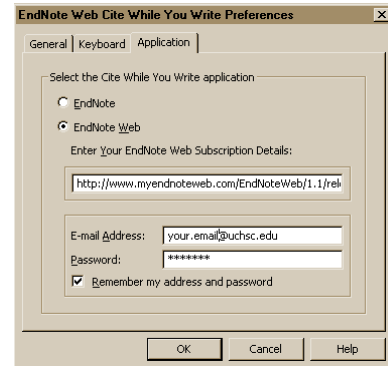 EndNote Web Cite While You Write Preferences
General Keyboard Application
Select the Cite While You Write application
EndNote
EndNote Web
Enter Your EndNote Web Subscription Details:
http://www.myendnoteweb.com/EndNoteWeb/1.1/rel
E-mail Address: your.email@uchsc.edu
Password: *******
Remember my address and password
OK Cancel Help